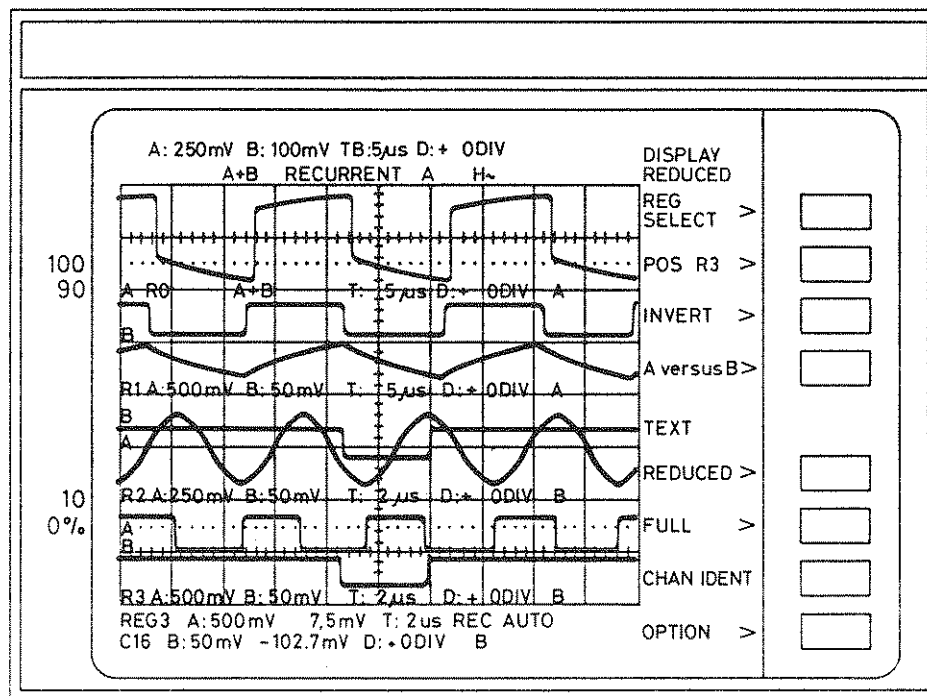 A: 250mV B: 100mV TB:5µs D:+ 0DIV
A+B RECURRENT A H~
DISPLAY
REDUCED
REG
SELECT >
100
POS R3 >
90
A R0 A+B T: 5µs D:+ 0DIV A
INVERT >
B
A versus B>
R1 A:500mV B:50mV T: 5µs D:+0DIV A
B
TEXT
A
REDUCED >
10
R2 A:250mV B:50mV T: 2µs D:+ 0DIV B
0%
A
B
FULL >
CHAN IDENT
R3 A:500mV B:50mV T: 2µs D:+0DIV B
REG3 A:500mV 7,5mV T: 2us REC AUTO
OPTION >
C16 B:50mV -102.7mV D:+0DIV B